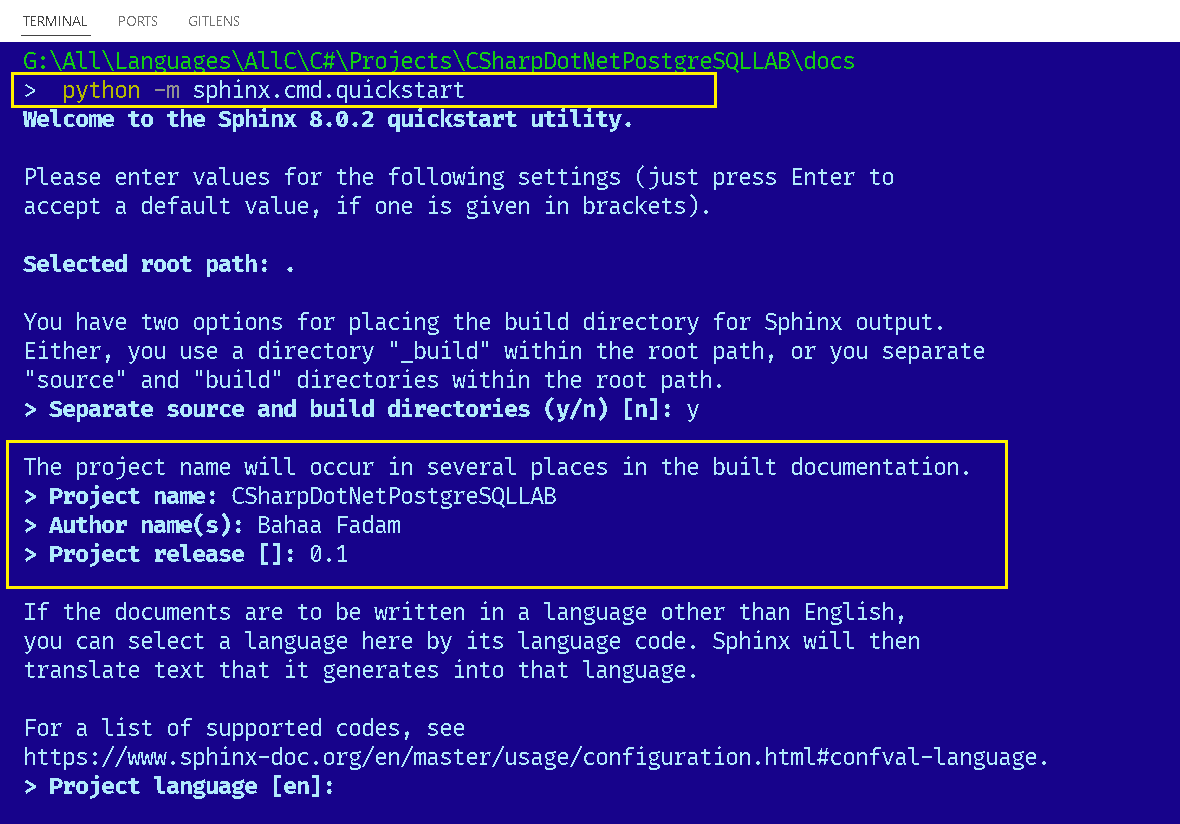 TERMINAL PORTS GITLENS
G:\All\Languages\AllC\C#\Projects\CSharpDotNetPostgreSQLLAB\docs
>  python -m sphinx.cmd.quickstart
Welcome to the Sphinx 8.0.2 quickstart utility.
Please enter values for the following settings (just press Enter to
accept a default value, if one is given in brackets).
Selected root path: .
You have two options for placing the build directory for Sphinx output.
Either, you use a directory "_build" within the root path, or you separate
"source" and "build" directories within the root path.
> Separate source and build directories (y/n) [n]: y
The project name will occur in several places in the built documentation.
> Project name: CSharpDotNetPostgreSQLLAB
> Author name(s): Bahaa Fadam
> Project release []: 0.1
If the documents are to be written in a language other than English,
you can select a language here by its language code. Sphinx will then
translate text that it generates into that language.
For a list of supported codes, see
https://www.sphinx-doc.org/en/master/usage/configuration.html#confval-language.
> Project language [en]: